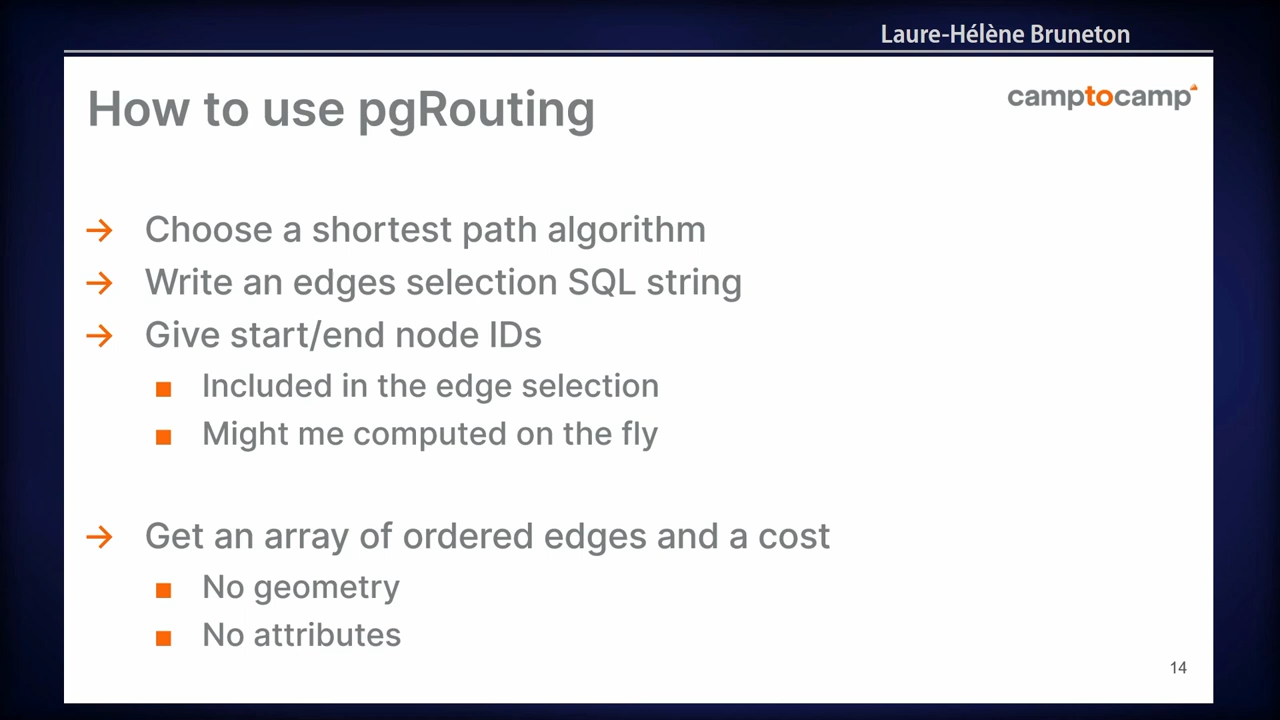 Laure-Hélène Bruneton
How to use pgRouting
camptocamp
→ Choose a shortest path algorithm
→ Write an edges selection SQL string
→ Give start/end node IDs
■ Included in the edge selection
■ Might me computed on the fly
→ Get an array of ordered edges and a cost
■ No geometry
■ No attributes
14